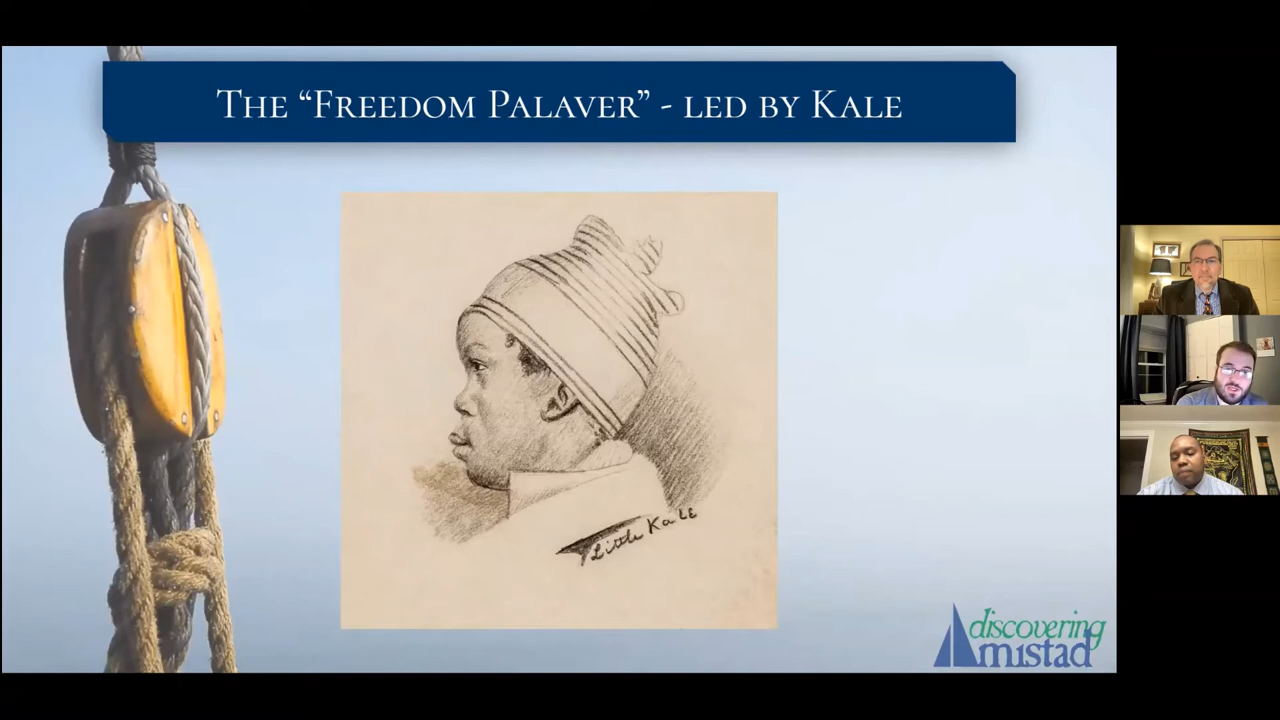 The “Freedom Palaver” - led by Kale
Little Kale
discovering
amistad